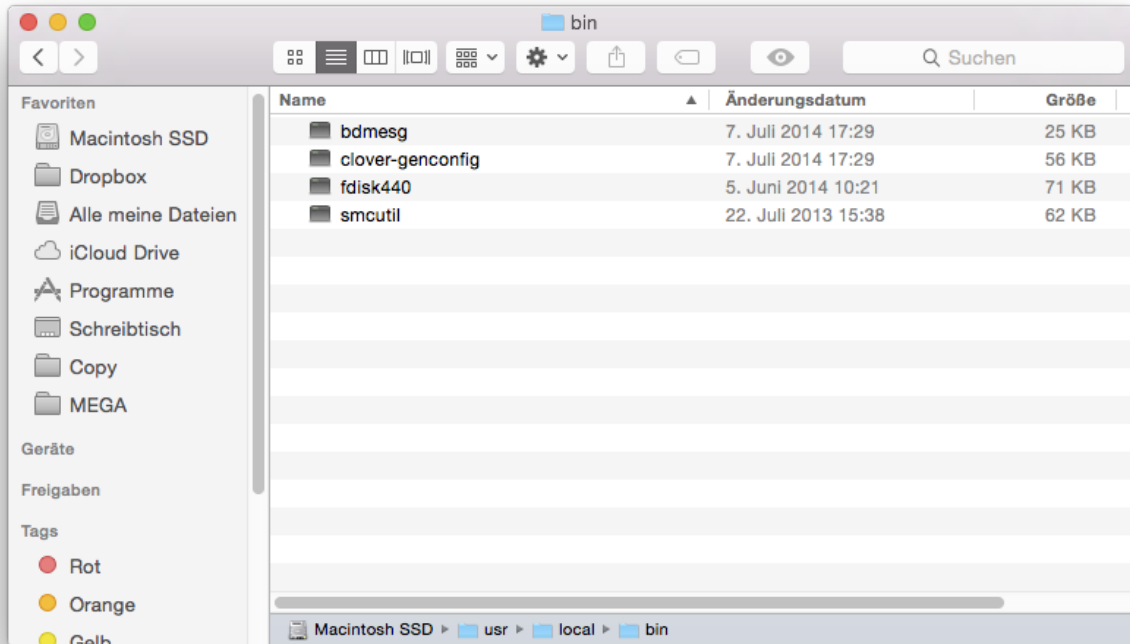 bin
Suchen
Favoriten
Macintosh SSD
Dropbox
Alle meine Dateien
iCloud Drive
Programme
Schreibtisch
Copy
MEGA
Geräte
Freigaben
Tags
Rot
Orange
Gelb
Name Änderungsdatum Größe
bdmesg 7. Juli 2014 17:29 25 KB
clover-genconfig 7. Juli 2014 17:29 56 KB
fdisk440 5. Juni 2014 10:21 71 KB
smcutil 22. Juli 2013 15:38 62 KB
Macintosh SSD usr local bin